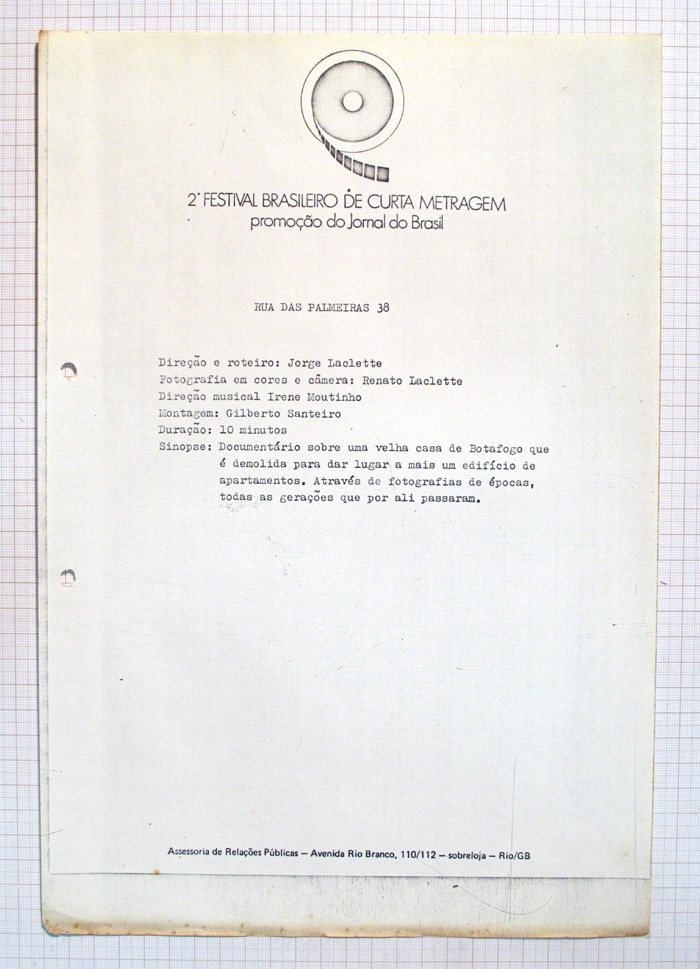 2º FESTIVAL BRASILEIRO DE CURTA METRAGEM
promoção do Jornal do Brasil
RUA DAS PALMEIRAS 38
Direção e roteiro: Jorge Laclette
Fotografia em cores e câmera: Renato Laclette
Direção musical Irene Moutinho
Montagem: Gilberto Santeiro
Duração: 10 minutos
Sinopse: Documentário sobre uma velha casa de Botafogo que
é demolida para dar lugar a mais um edifício de
apartamentos. Através de fotografias de épocas,
todas as gerações que por ali passaram.
Assessoria de Relações Públicas — Avenida Rio Branco, 110/112 — sobreloja — Rio/GB